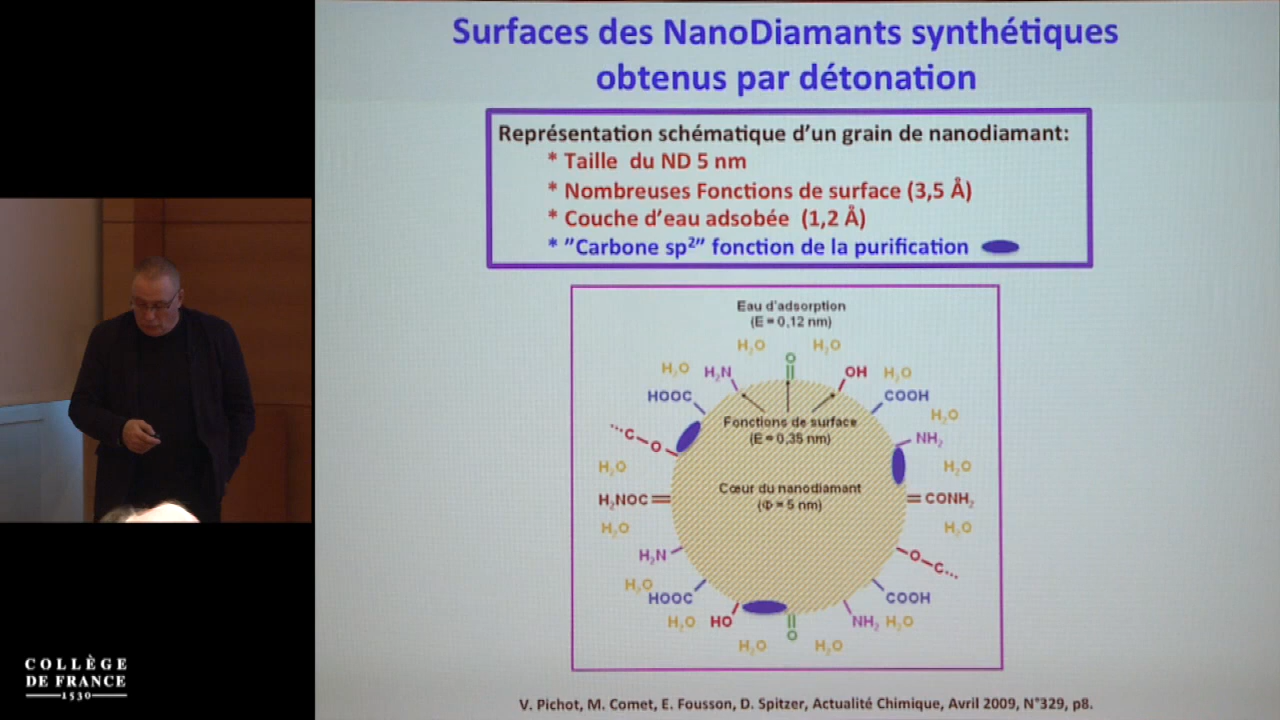 Surfaces des NanoDiamants synthétiques
obtenus par détonation
Représentation schématique d'un grain de nanodiamant:
* Taille du ND 5 nm
* Nombreuses Fonctions de surface (3,5 Å)
* Couche d'eau adsobée (1,2 Å)
* "Carbone sp²" fonction de la purification
Eau d'adsorption
(E = 0,12 nm)
H₂O H₂O
O
H₂O H₂N OH H₂O
HOOC COOH
H₂O
Fonctions de surface
(E = 0,35 nm)
...C O NH₂
H₂O H₂O
Cœur du nanodiamant
(Φ = 5 nm)
H₂NOC CONH₂
H₂O H₂O
H₂N O C...
H₂O
HOOC COOH
H₂O HO NH₂ H₂O
O
H₂O H₂O
COLLÈGE
DE FRANCE
1530
V. Pichot, M. Comet, E. Fousson, D. Spitzer, Actualité Chimique, Avril 2009, N°329, p8.